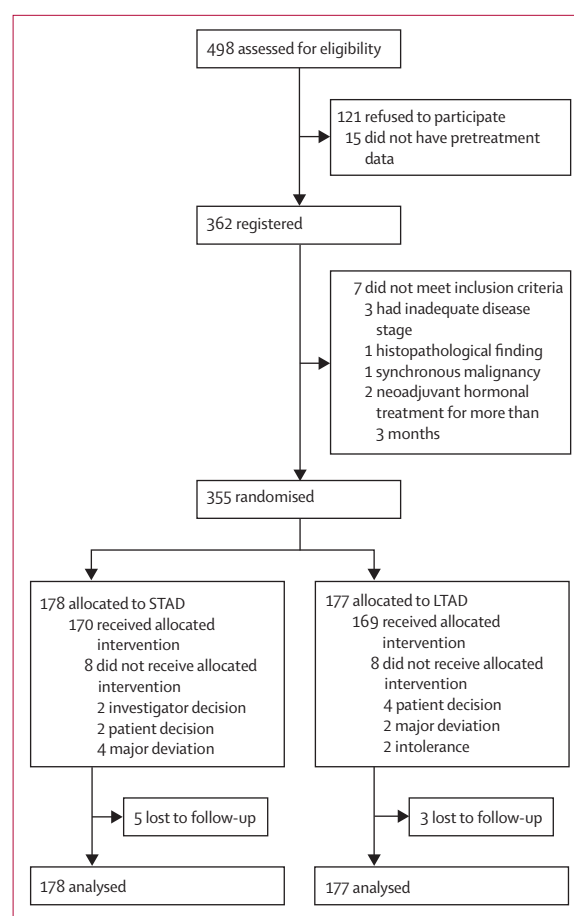 498 assessed for eligibility
121 refused to participate
15 did not have pretreatment
data
362 registered
7 did not meet inclusion criteria
3 had inadequate disease
stage
1 histopathological finding
1 synchronous malignancy
2 neoadjuvant hormonal
treatment for more than
3 months
355 randomised
178 allocated to STAD
170 received allocated
intervention
8 did not receive allocated
intervention
2 investigator decision
2 patient decision
4 major deviation
177 allocated to LTAD
169 received allocated
intervention
8 did not receive allocated
intervention
4 patient decision
2 major deviation
2 intolerance
5 lost to follow-up
3 lost to follow-up
178 analysed
177 analysed